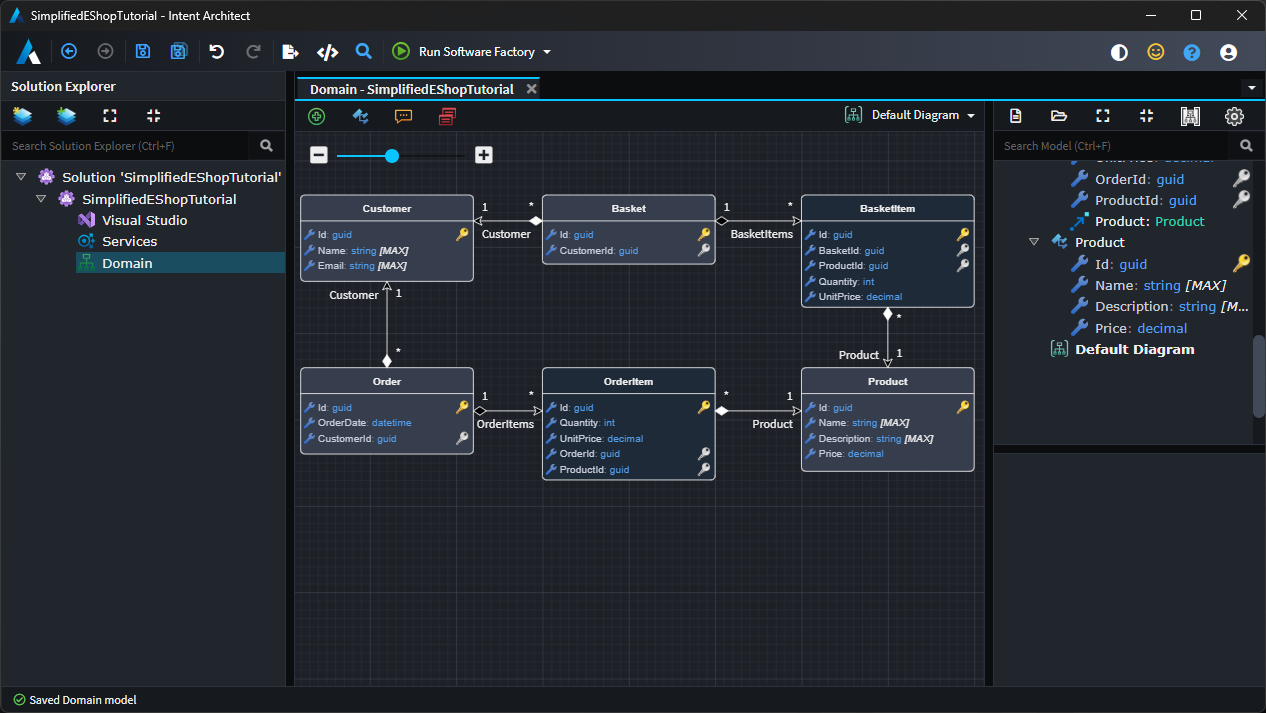 SimplifiedEShopTutorial - Intent Architect
Run Software Factory
Solution Explorer
Search Solution Explorer (Ctrl+F)
Solution 'SimplifiedEShopTutorial'
SimplifiedEShopTutorial
Visual Studio
Services
Domain
Domain - SimplifiedEShopTutorial
Default Diagram
Customer
Id: guid
Name: string [MAX]
Email: string [MAX]
1 *
Customer
Basket
Id: guid
CustomerId: guid
1 *
BasketItems
BasketItem
Id: guid
BasketId: guid
ProductId: guid
Quantity: int
UnitPrice: decimal
Customer 1
*
*
Product 1
Order
Id: guid
OrderDate: datetime
CustomerId: guid
1 *
OrderItems
OrderItem
Id: guid
Quantity: int
UnitPrice: decimal
OrderId: guid
ProductId: guid
* 1
Product
Product
Id: guid
Name: string [MAX]
Description: string [MAX]
Price: decimal
Search Model (Ctrl+F)
OrderId: guid
ProductId: guid
Product: Product
Product
Id: guid
Name: string [MAX]
Description: string [M...
Price: decimal
Default Diagram
Saved Domain model